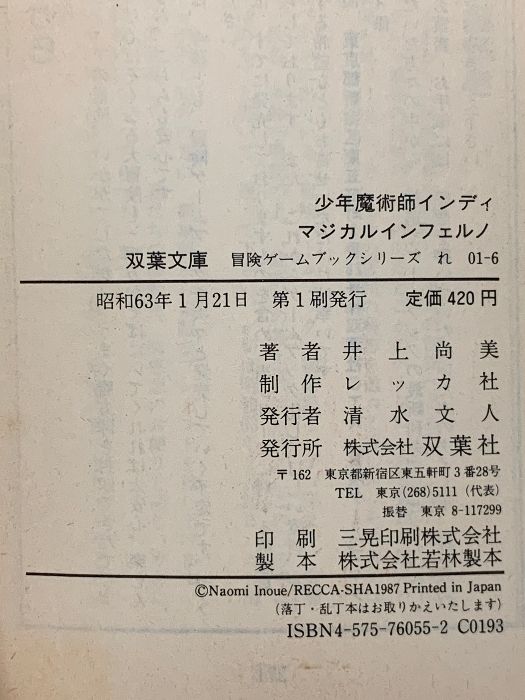 少年魔術師インディ
マジカルインフェルノ
双葉文庫 冒険ゲームブックシリーズ れ 01-6
昭和63年1月21日 第1刷発行 定価420円
著者 井上尚美
制作 レッカ社
発行者 清水文人
発行所 株式会社双葉社
〒162 東京都新宿区東五軒町3番28号
TEL 東京(268)5111(代表)
振替 東京8-117299
印刷 三晃印刷株式会社
製本 株式会社若林製本
©Naomi Inoue/RECCA-SHA1987 Printed in Japan
(落丁・乱丁本はお取りかえいたします)
ISBN4-575-76055-2 C0193